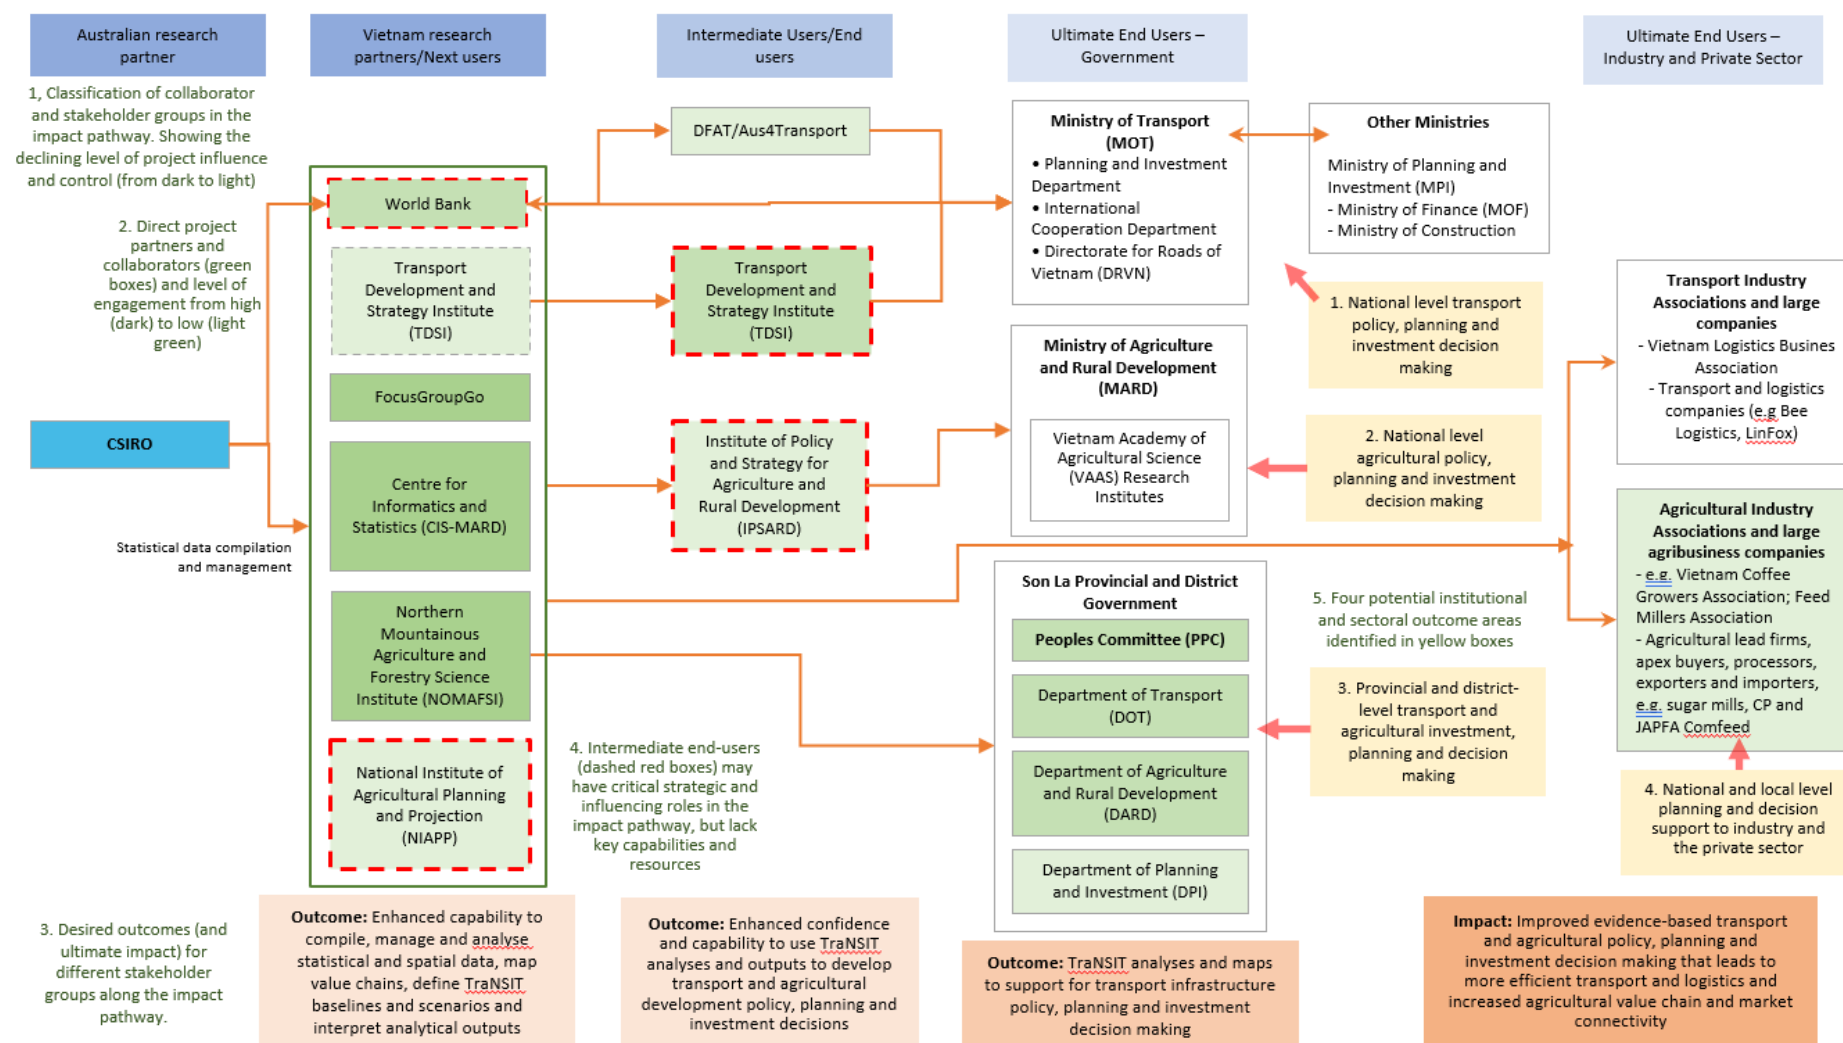 Australian research
partner
Vietnam research
partners/Next users
Intermediate Users/End
users
Ultimate End Users –
Government
Ultimate End Users –
Industry and Private Sector
1, Classification of collaborator
and stakeholder groups in the
impact pathway. Showing the
declining level of project influence
and control (from dark to light)
2. Direct project
partners and
collaborators (green
boxes) and level of
engagement from high
(dark) to low (light
green)
CSIRO
Statistical data compilation
and management
3. Desired outcomes (and
ultimate impact) for
different stakeholder
groups along the impact
pathway.
World Bank
Transport
Development and
Strategy Institute
(TDSI)
FocusGroupGo
Centre for
Informatics and
Statistics (CIS-MARD)
Northern
Mountainous
Agriculture and
Forestry Science
Institute (NOMAFSI)
National Institute of
Agricultural Planning
and Projection
(NIAPP)
Outcome: Enhanced capability to
compile, manage and analyse
statistical and spatial data, map
value chains, define TraNSIT
baselines and scenarios and
interpret analytical outputs
DFAT/Aus4Transport
Transport
Development and
Strategy Institute
(TDSI)
Institute of Policy
and Strategy for
Agriculture and
Rural Development
(IPSARD)
4. Intermediate end-users
(dashed red boxes) may
have critical strategic and
influencing roles in the
impact pathway, but lack
key capabilities and
resources
Outcome: Enhanced confidence
and capability to use TraNSIT
analyses and outputs to develop
transport and agricultural
development policy, planning and
investment decisions
Ministry of Transport
(MOT)
• Planning and Investment
Department
• International
Cooperation Department
• Directorate for Roads of
Vietnam (DRVN)
Other Ministries
Ministry of Planning and
Investment (MPI)
- Ministry of Finance (MOF)
- Ministry of Construction
1. National level transport
policy, planning and
investment decision
making
Ministry of Agriculture
and Rural Development
(MARD)
Vietnam Academy of
Agricultural Science
(VAAS) Research
Institutes
2. National level
agricultural policy,
planning and investment
decision making
Son La Provincial and District
Government
Peoples Committee (PPC)
Department of Transport
(DOT)
Department of Agriculture
and Rural Development
(DARD)
Department of Planning
and Investment (DPI)
5. Four potential institutional
and sectoral outcome areas
identified in yellow boxes
3. Provincial and district-
level transport and
agricultural investment,
planning and decision
making
Outcome: TraNSIT analyses and maps
to support for transport infrastructure
policy, planning and investment
decision making
Transport Industry
Associations and large
companies
- Vietnam Logistics Busines
Association
- Transport and logistics
companies (e.g Bee
Logistics, LinFox)
Agricultural Industry
Associations and large
agribusiness companies
- e.g. Vietnam Coffee
Growers Association; Feed
Millers Association
- Agricultural lead firms,
apex buyers, processors,
exporters and importers,
e.g. sugar mills, CP and
JAPFA Comfeed
4. National and local level
planning and decision
support to industry and
the private sector
Impact: Improved evidence-based transport
and agricultural policy, planning and
investment decision making that leads to
more efficient transport and logistics and
increased agricultural value chain and market
connectivity